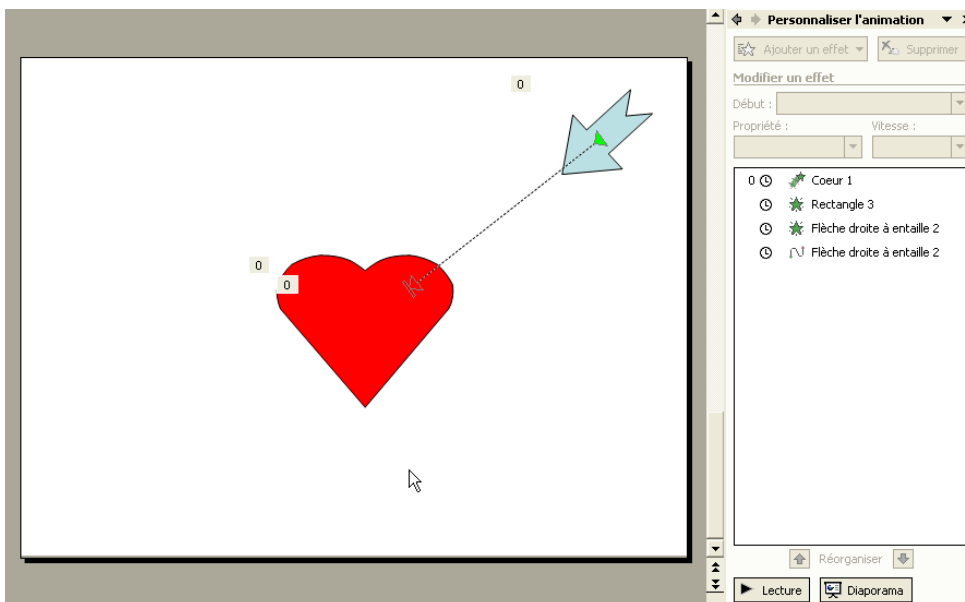 Personnaliser l'animation
Ajouter un effet
Supprimer
Modifier un effet
Début :
Propriété :
Vitesse :
0
0
0
0 Coeur 1
Rectangle 3
Flèche droite à entaille 2
Flèche droite à entaille 2
Réorganiser
Lecture
Diaporama